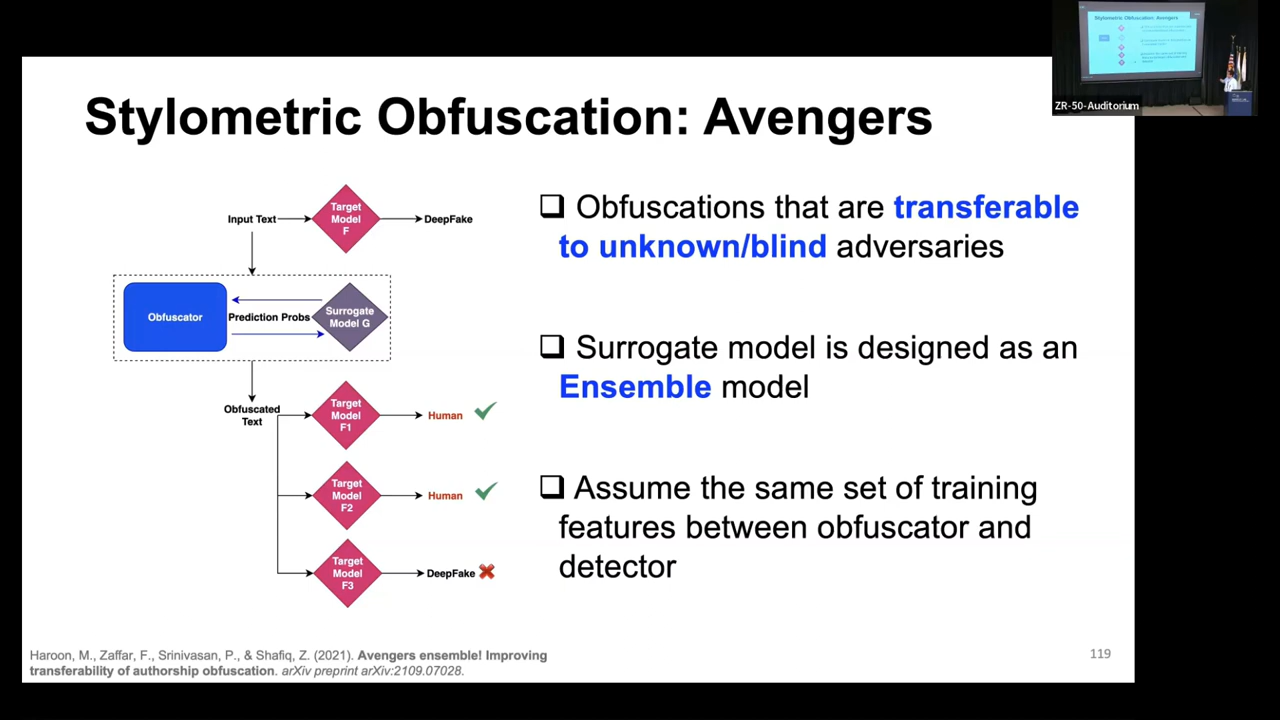 Stylometric Obfuscation: Avengers
Input Text
Target
Model
F
DeepFake
Obfuscator
Prediction Probs
Surrogate
Model G
Obfuscated
Text
Target
Model
F1
Human
Target
Model
F2
Human
Target
Model
F3
DeepFake
Obfuscations that are transferable
to unknown/blind adversaries
Surrogate model is designed as an
Ensemble model
Assume the same set of training
features between obfuscator and
detector
Haroon, M., Zaffar, F., Srinivasan, P., & Shafiq, Z. (2021). Avengers ensemble! Improving
transferability of authorship obfuscation. arXiv preprint arXiv:2109.07028.
119
Stylometric Obfuscation: Avengers
ZR-50-Auditorium